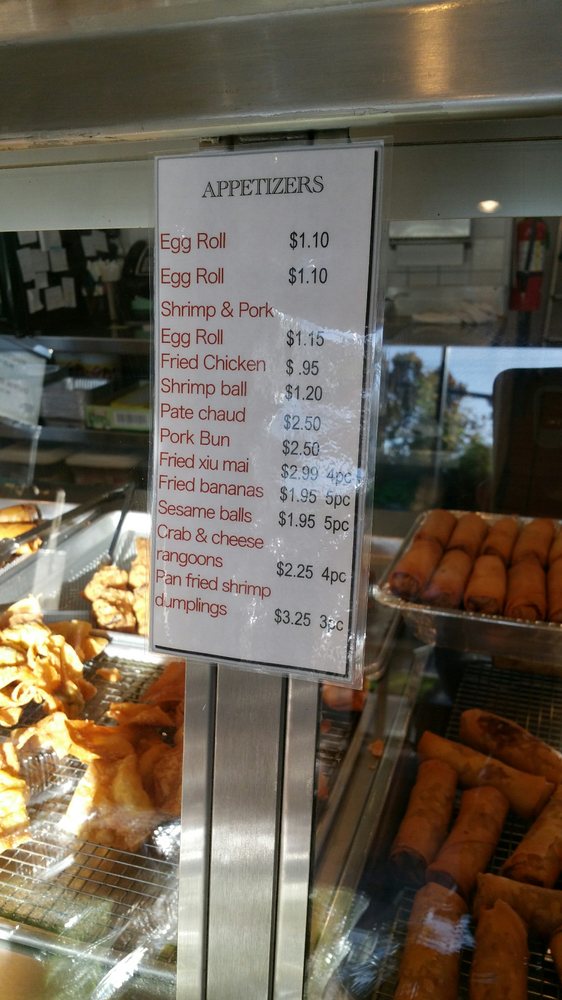 APPETIZERS
Egg Roll $1.10
Egg Roll $1.10
Shrimp & Pork
Egg Roll $1.15
Fried Chicken $ .95
Shrimp ball $1.20
Pate chaud $2.50
Pork Bun $2.50
Fried xiu mai $2.99 4pc
Fried bananas $1.95 5pc
Sesame balls $1.95 5pc
Crab & cheese
rangoons $2.25 4pc
Pan fried shrimp
dumplings $3.25 3pc